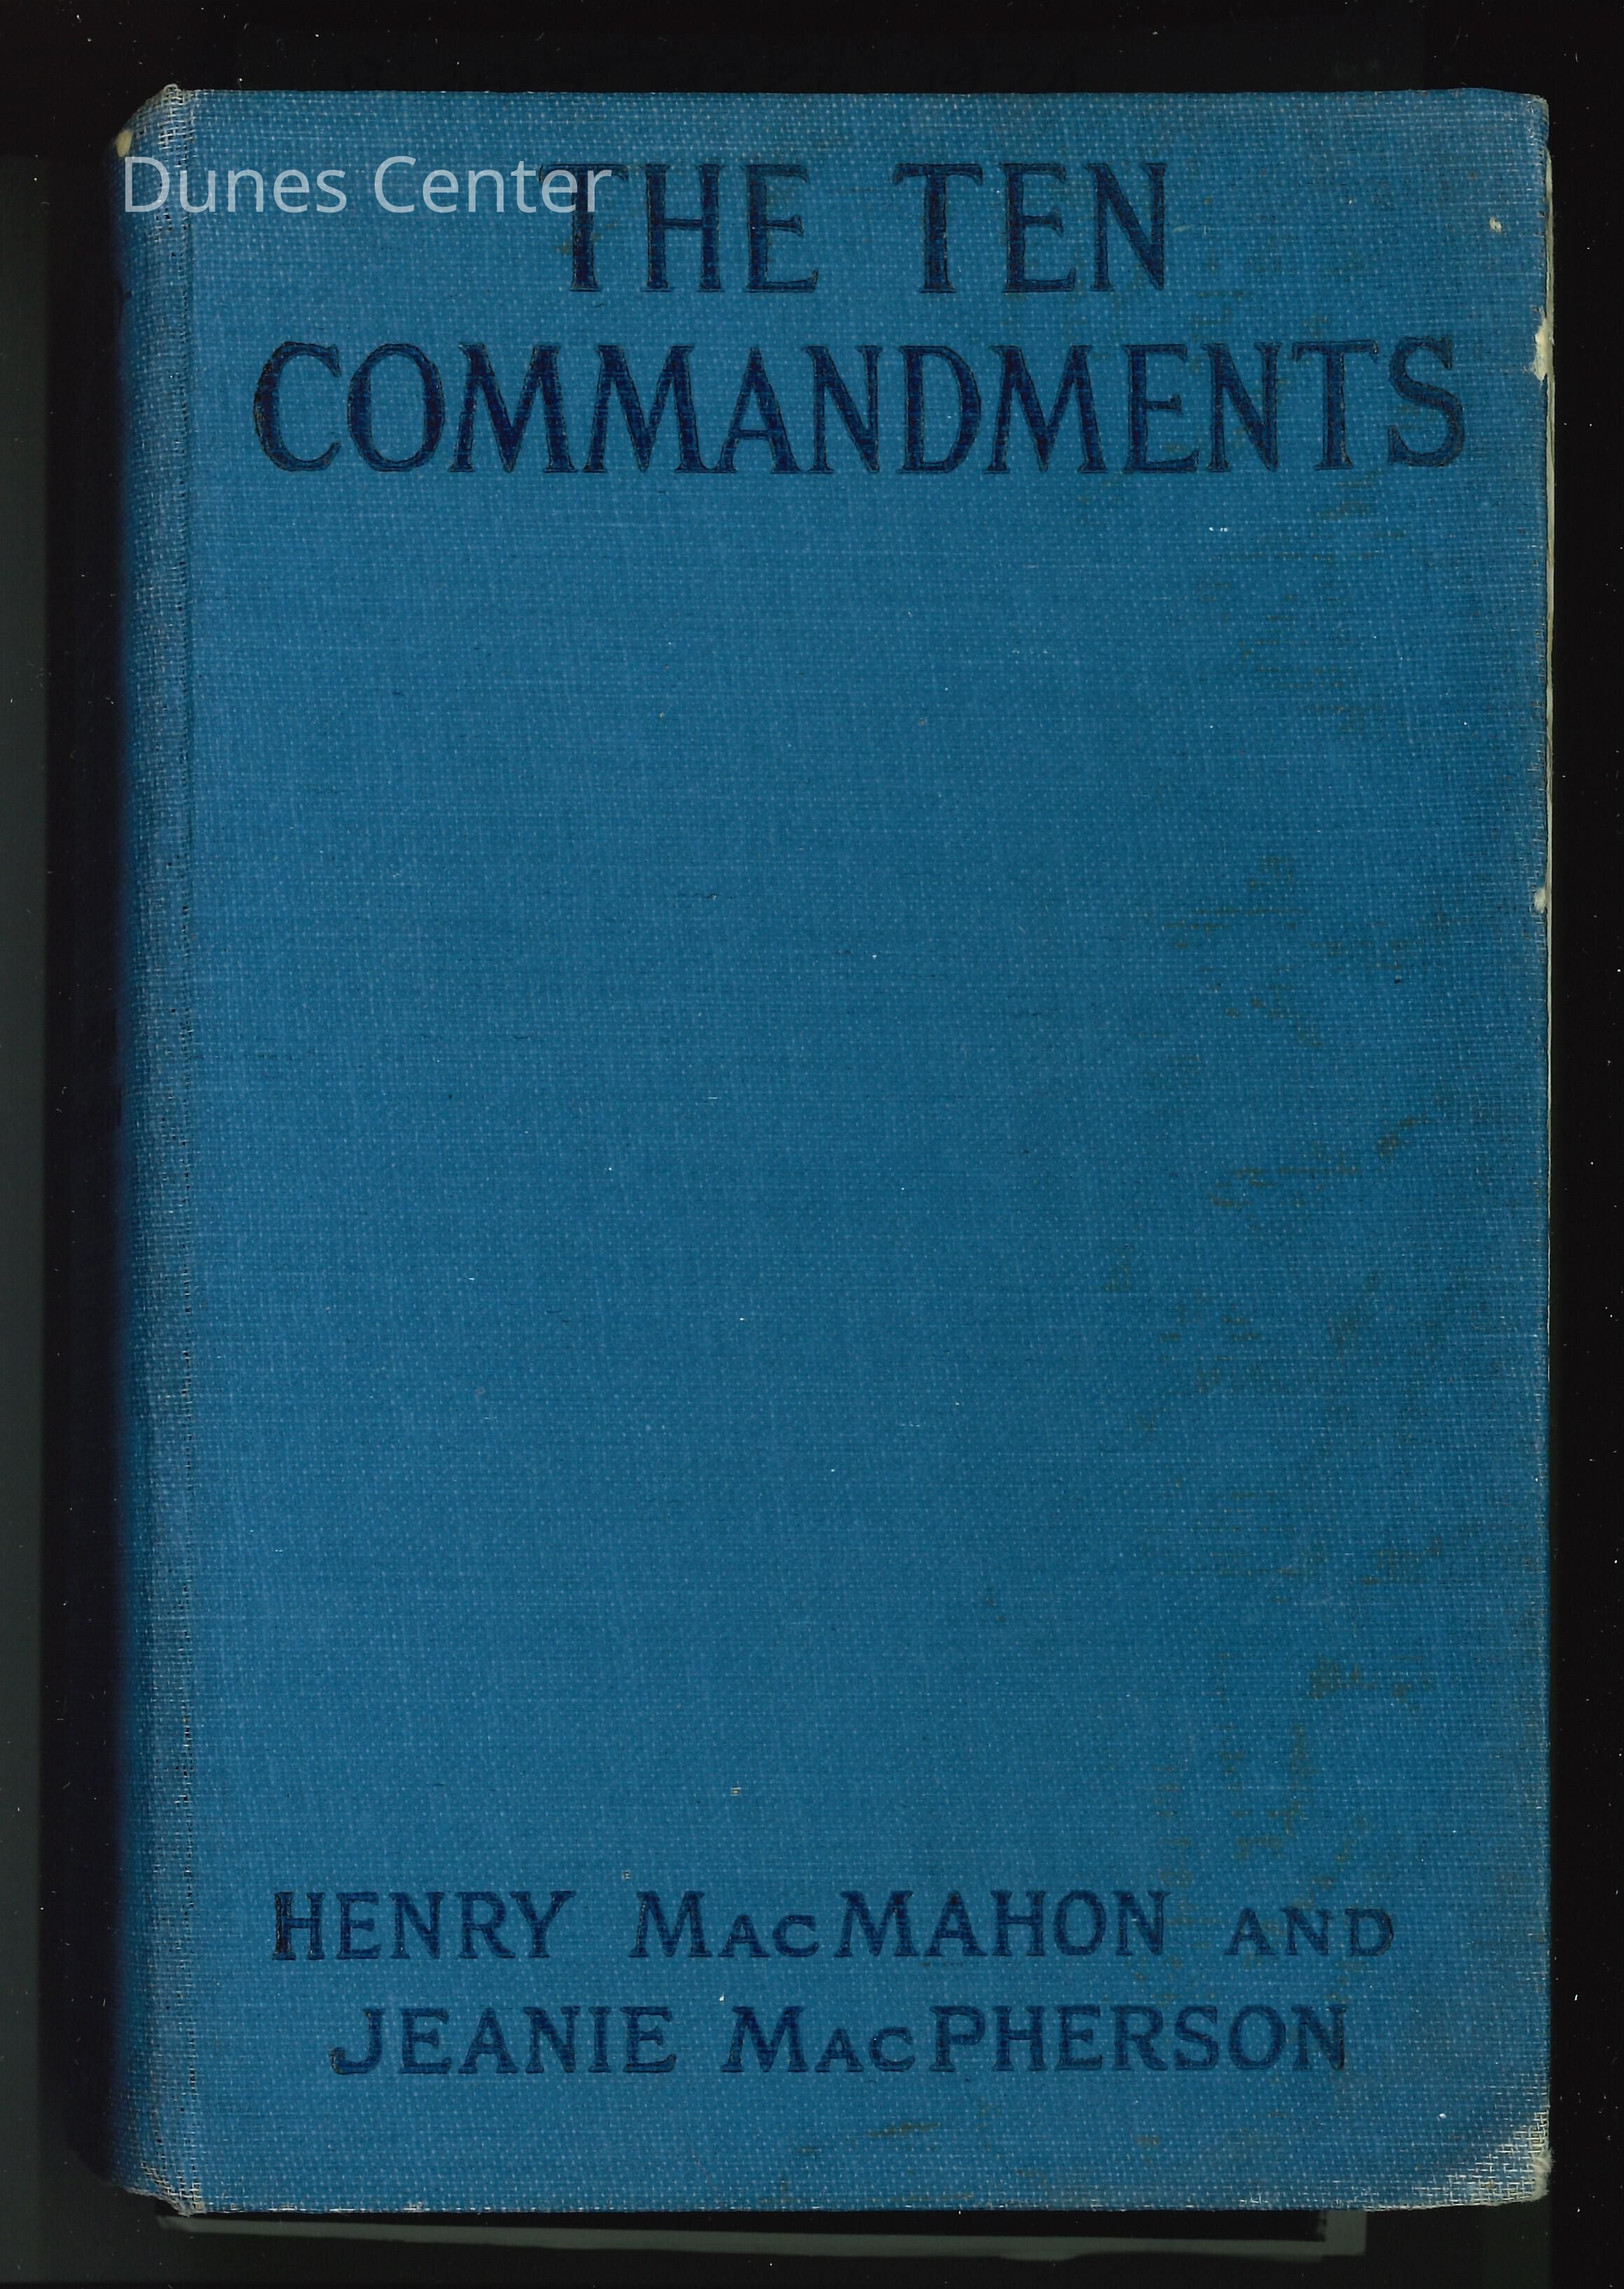 Dunes Center
THE TEN
COMMANDMENTS
HENRY MACMAHON AND
JEANIE MACPHERSON